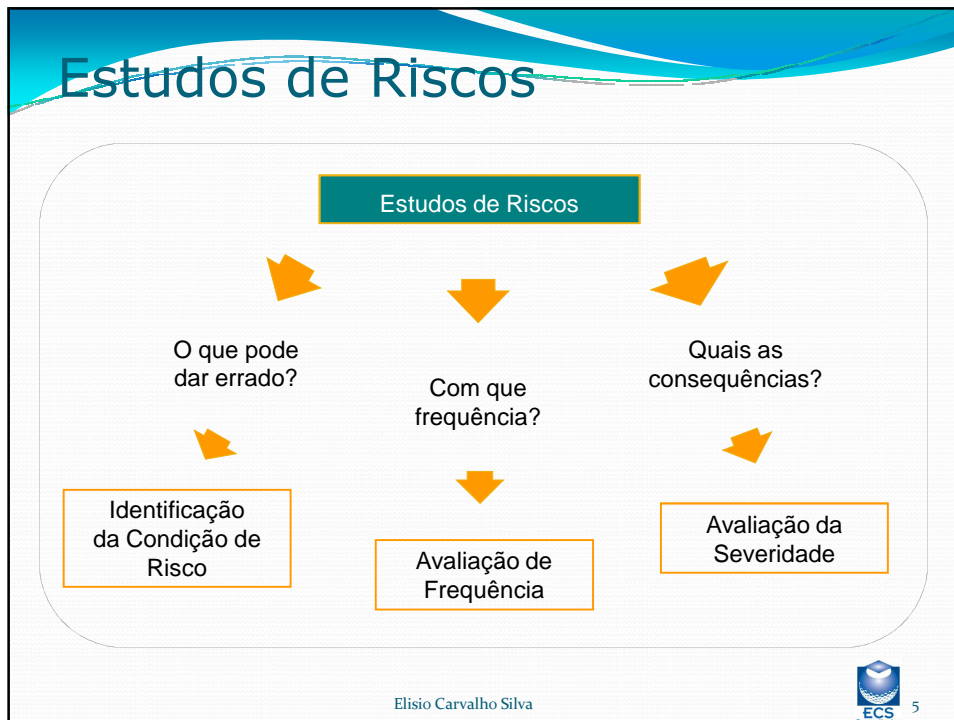 Estudos de Riscos
Estudos de Riscos
O que pode
dar errado?
Com que
frequência?
Quais as
consequências?
Identificação
da Condição de
Risco
Avaliação de
Frequência
Avaliação da
Severidade
Elisio Carvalho Silva
ECS
5